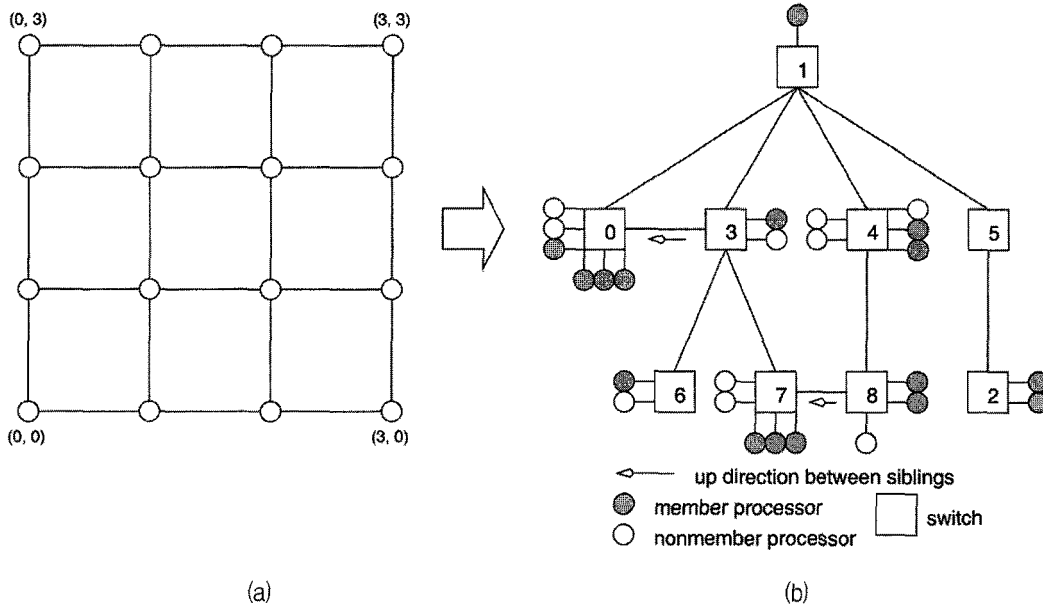 (0, 3)
(3, 3)
(0, 0)
(3, 0)
(a)
1
0
3
4
5
6
7
8
2
up direction between siblings
member processor
nonmember processor
switch
(b)